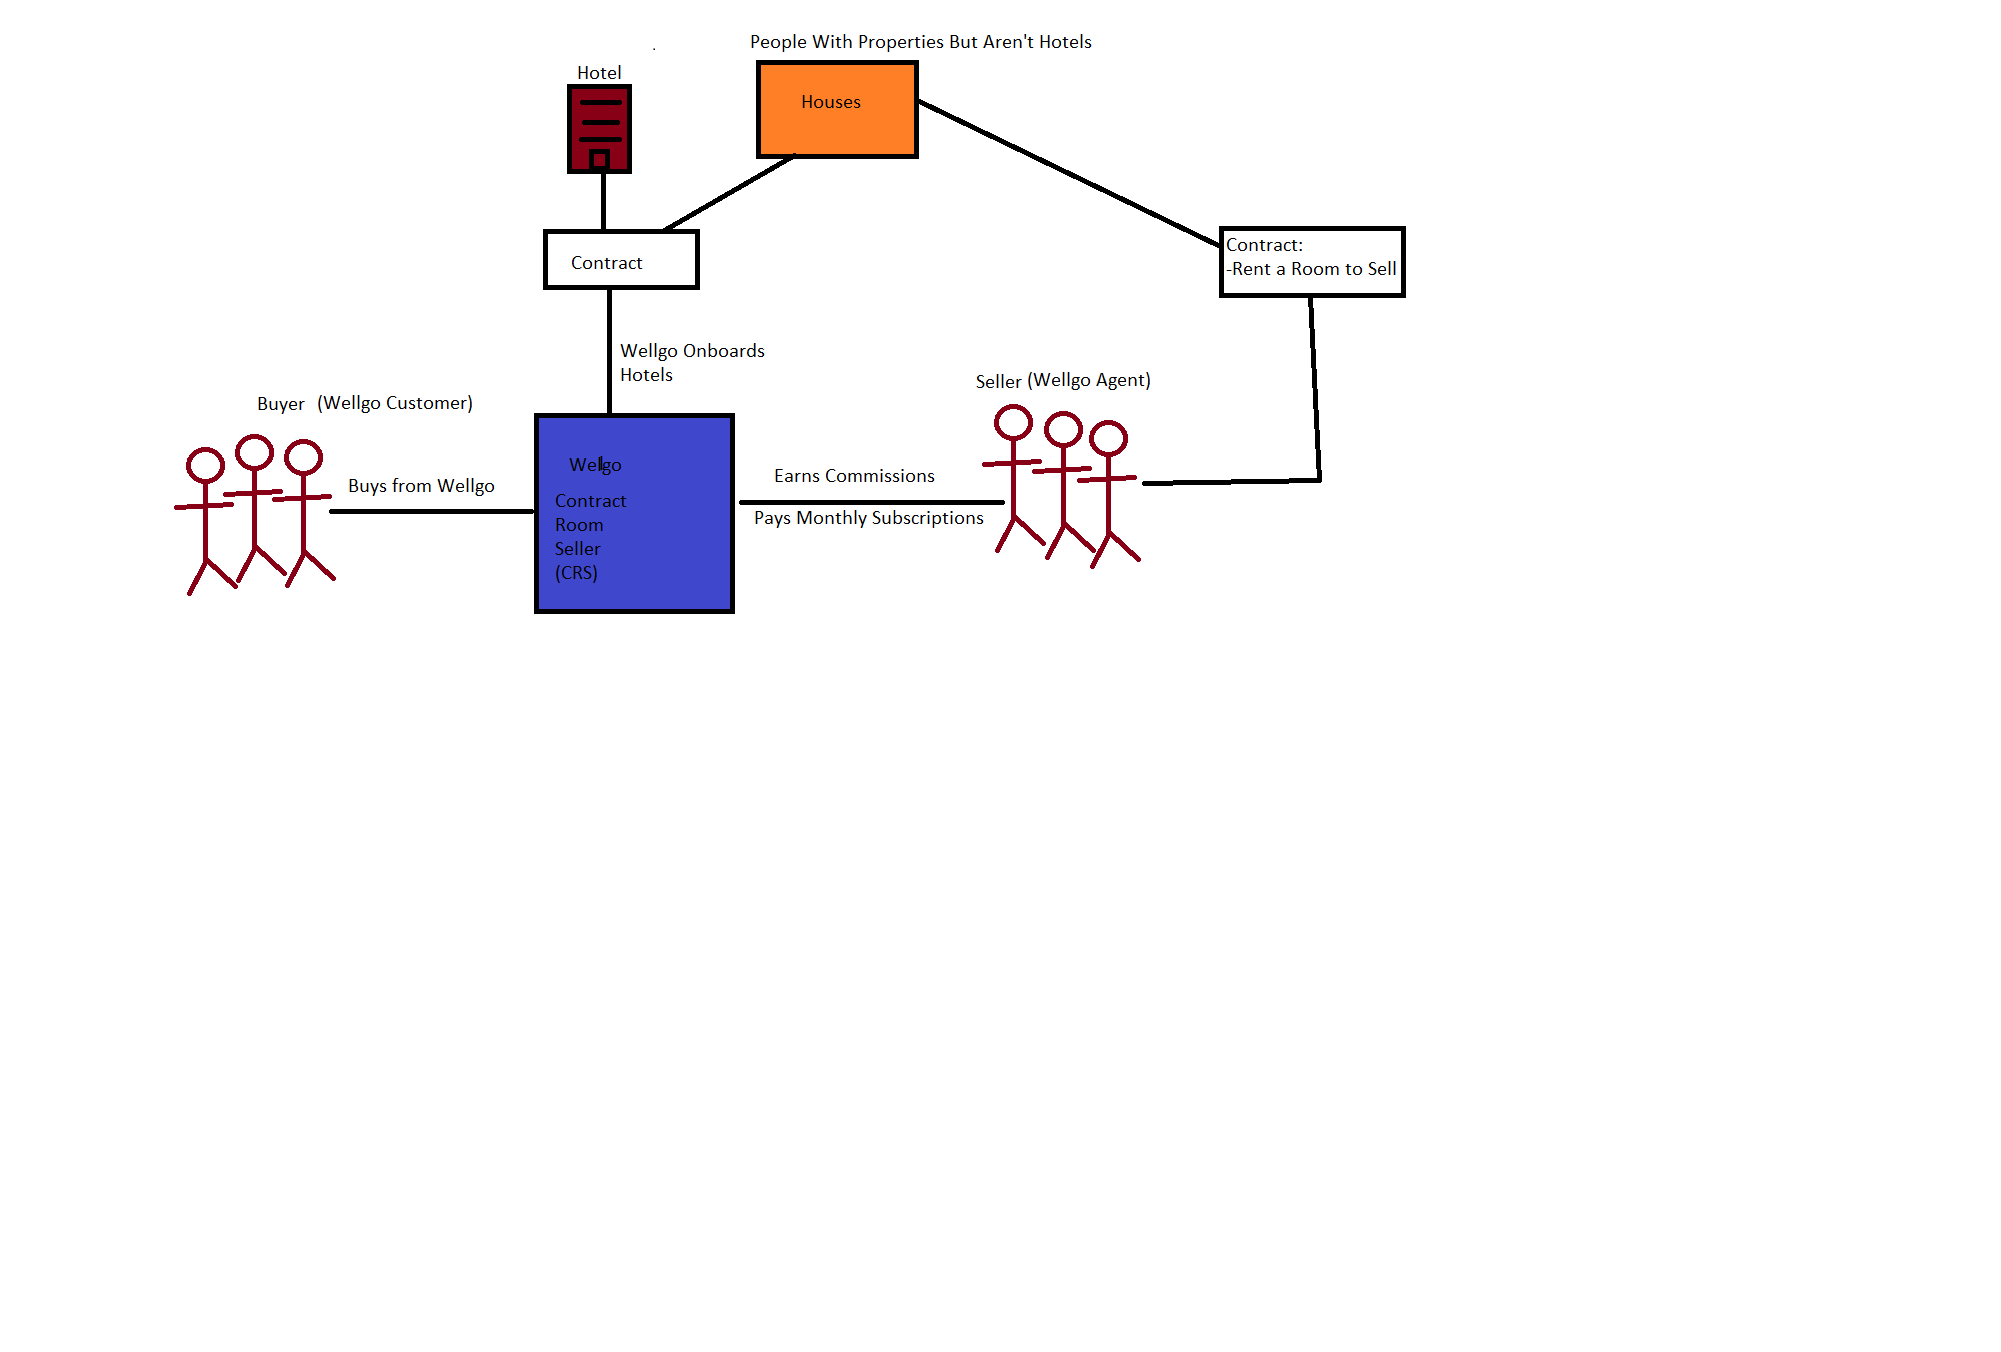 People With Properties But Aren't Hotels
Hotel
Houses
Contract
Contract:
-Rent a Room to Sell
Wellgo Onboards
Hotels
Seller (Wellgo Agent)
Buyer (Wellgo Customer)
Buys from Wellgo
Wellgo
Contract
Room
Seller
(CRS)
Earns Commissions
Pays Monthly Subscriptions